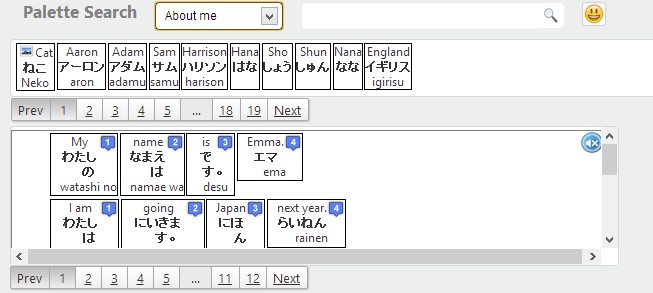 Palette Search About me
Cat Aaron Adam Sam Harrison Hana Sho Shun Nana England
ねこ アーロン アダム サム ハリソン はな しょう しゅん なな イギリス
Neko aron adamu samu harison igirisu
Prev 1 2 3 4 5 ... 18 19 Next
My 1 name 2 is 3 Emma. 4
わたし なまえ で エマ
の は す。 ema
watashi no namae wa desu
I am 1 going 2 Japan 3 next year. 4
わたし にいきま にほ らいねん
は す。 ん rainen
Prev 1 2 3 4 5 ... 11 12 Next